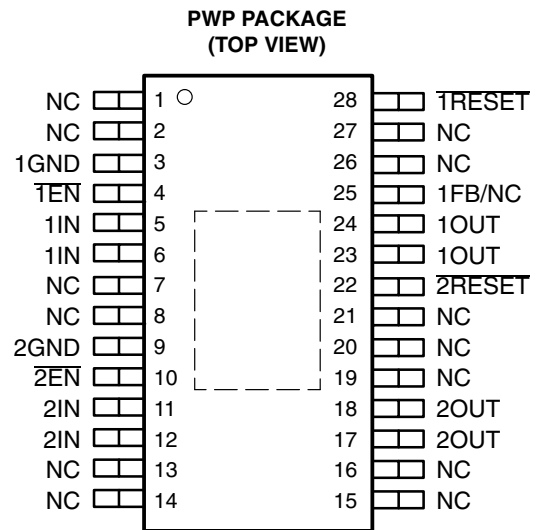 PWP PACKAGE
(TOP VIEW)
NC 1 28 1RESET
NC 2 27 NC
1GND 3 26 NC
1EN 4 25 1FB/NC
1IN 5 24 1OUT
1IN 6 23 1OUT
NC 7 22 2RESET
NC 8 21 NC
2GND 9 20 NC
2EN 10 19 NC
2IN 11 18 2OUT
2IN 12 17 2OUT
NC 13 16 NC
NC 14 15 NC